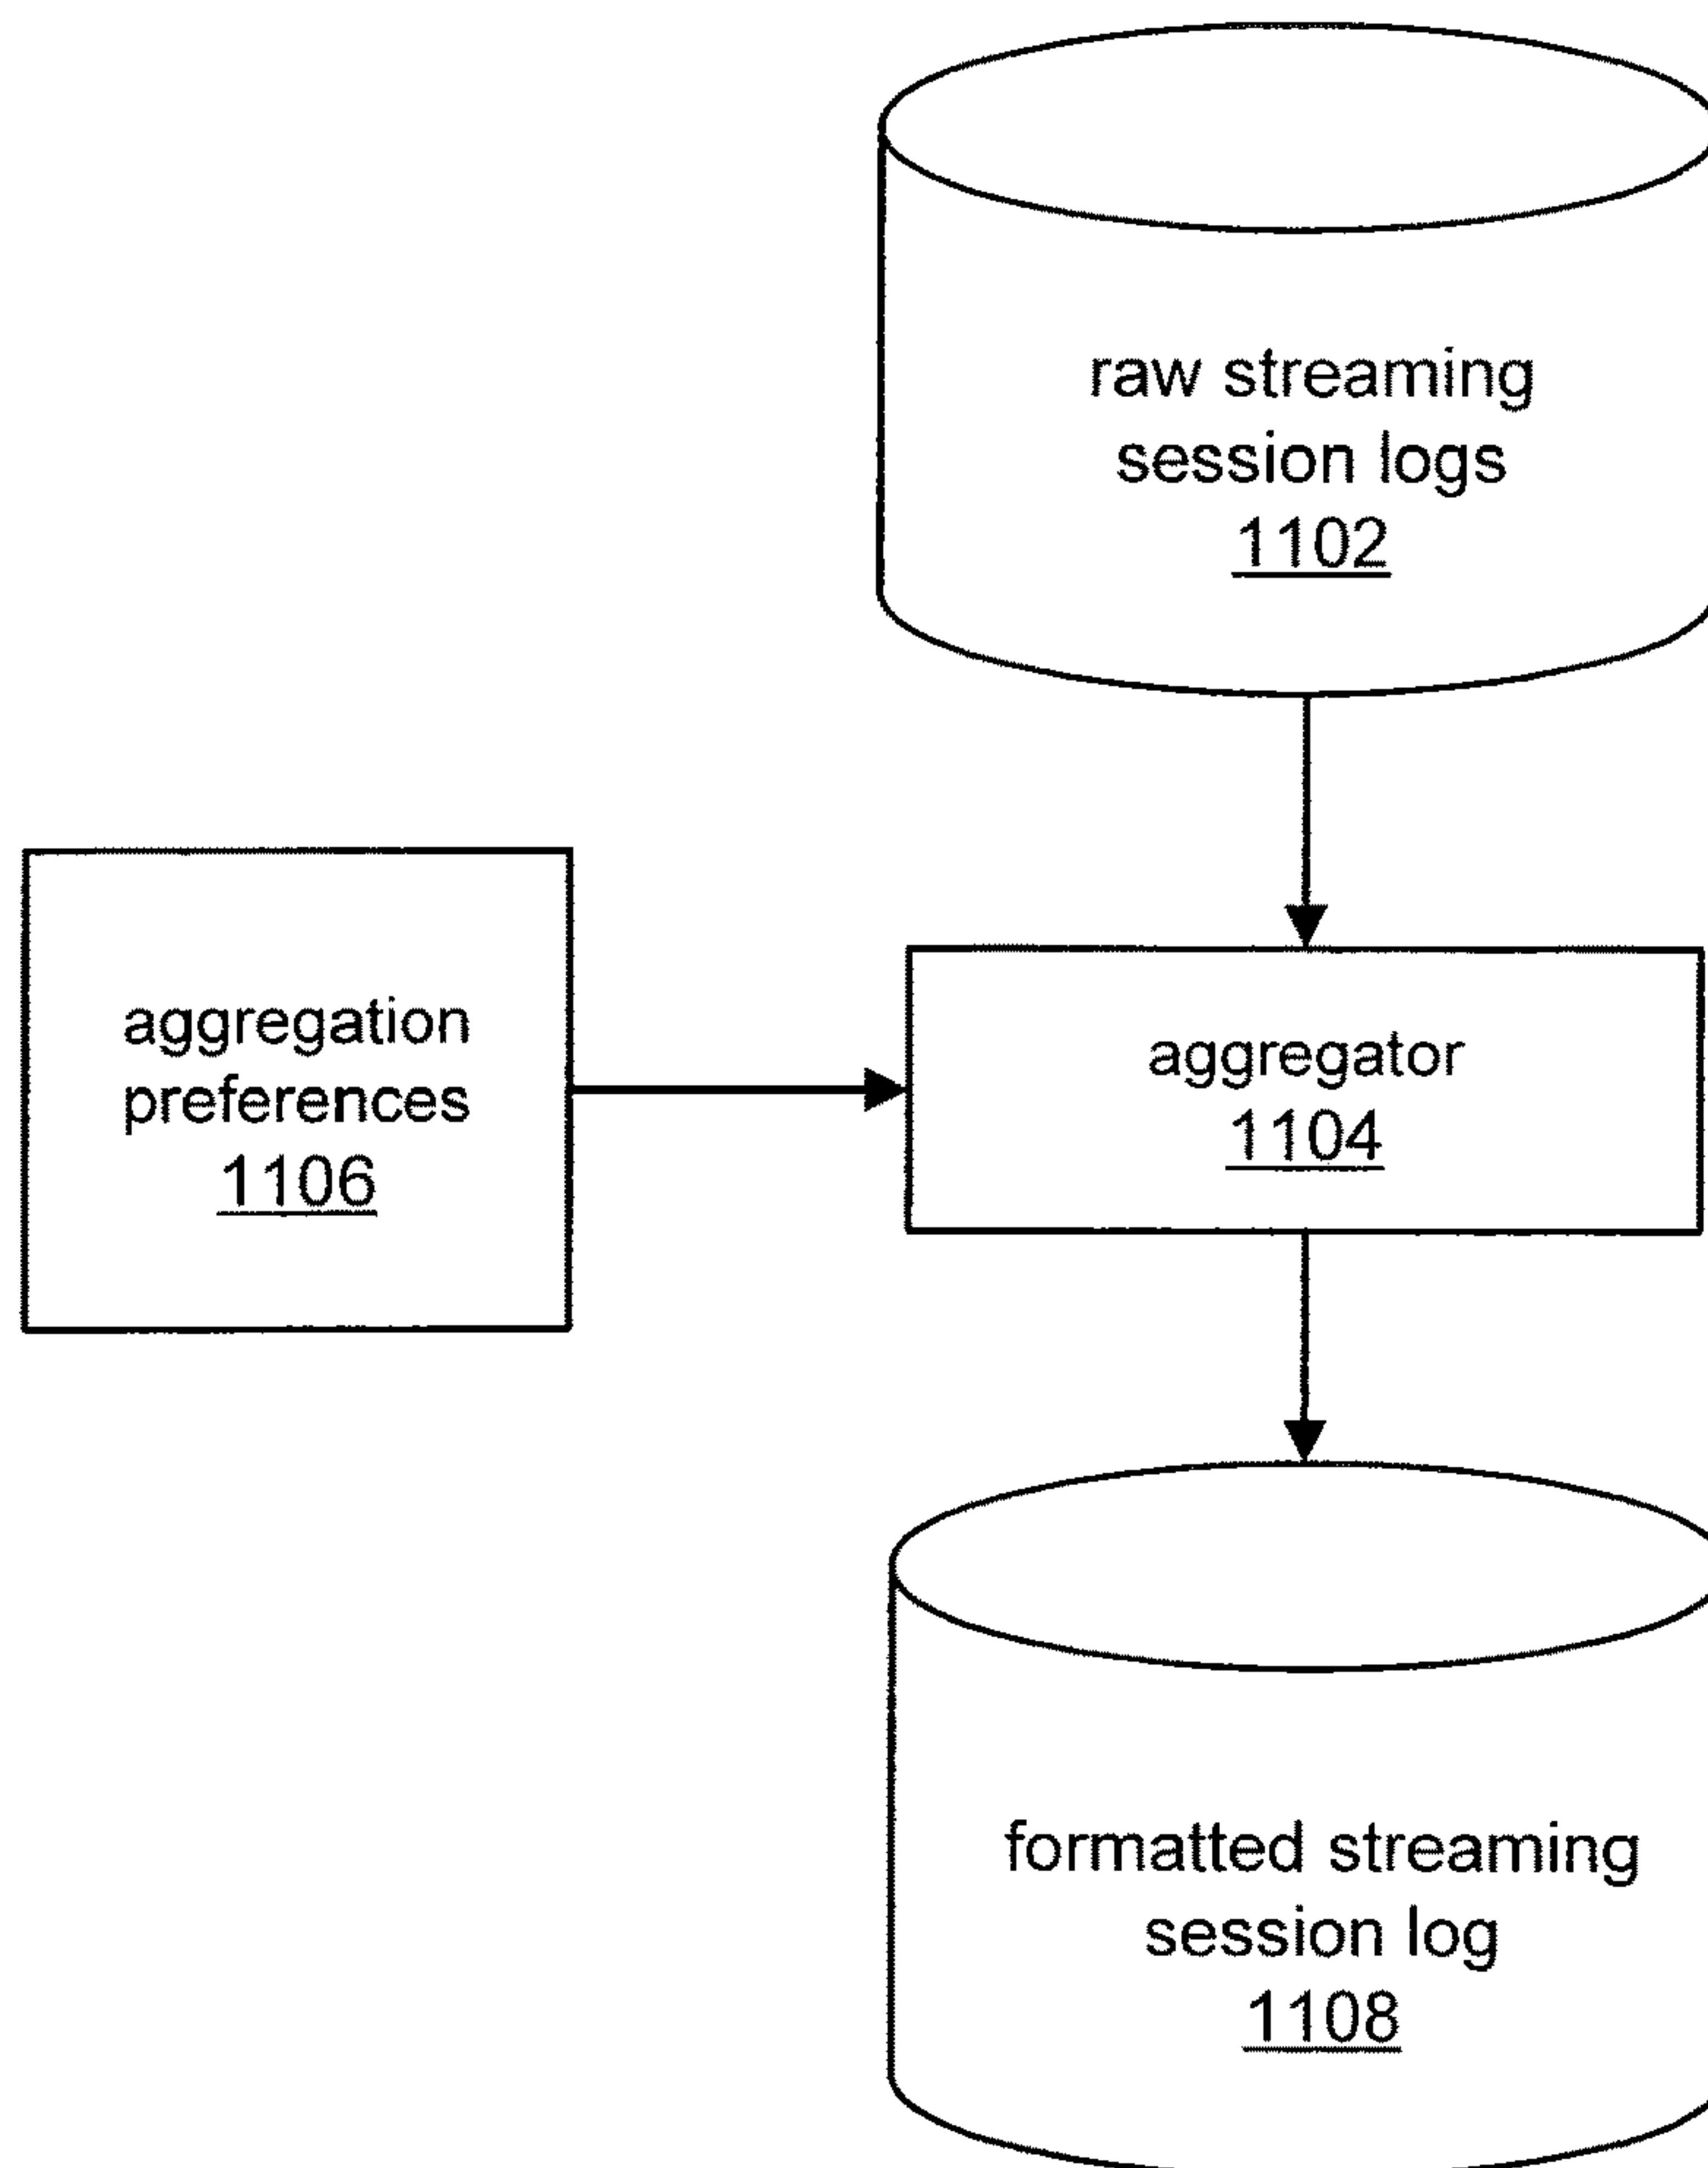 raw streaming
session logs
1102
aggregation
preferences
1106
aggregator
1104
formatted streaming
session log
1108